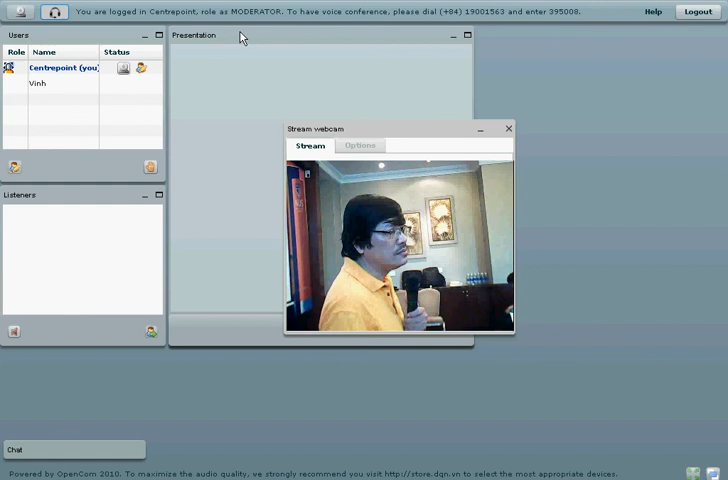 You are logged in Centrepoint, role as MODERATOR. To have voice conference, please dial (+84) 19001563 and enter 395008.
Help
Logout
Users
Role Name Status
Centrepoint (you)
Vinh
Listeners
Presentation
Stream webcam
Stream
Options
Chat
Powered by OpenCom 2010. To maximize the audio quality, we strongly recommend you visit http://store.dqn.vn to select the most appropriate devices.